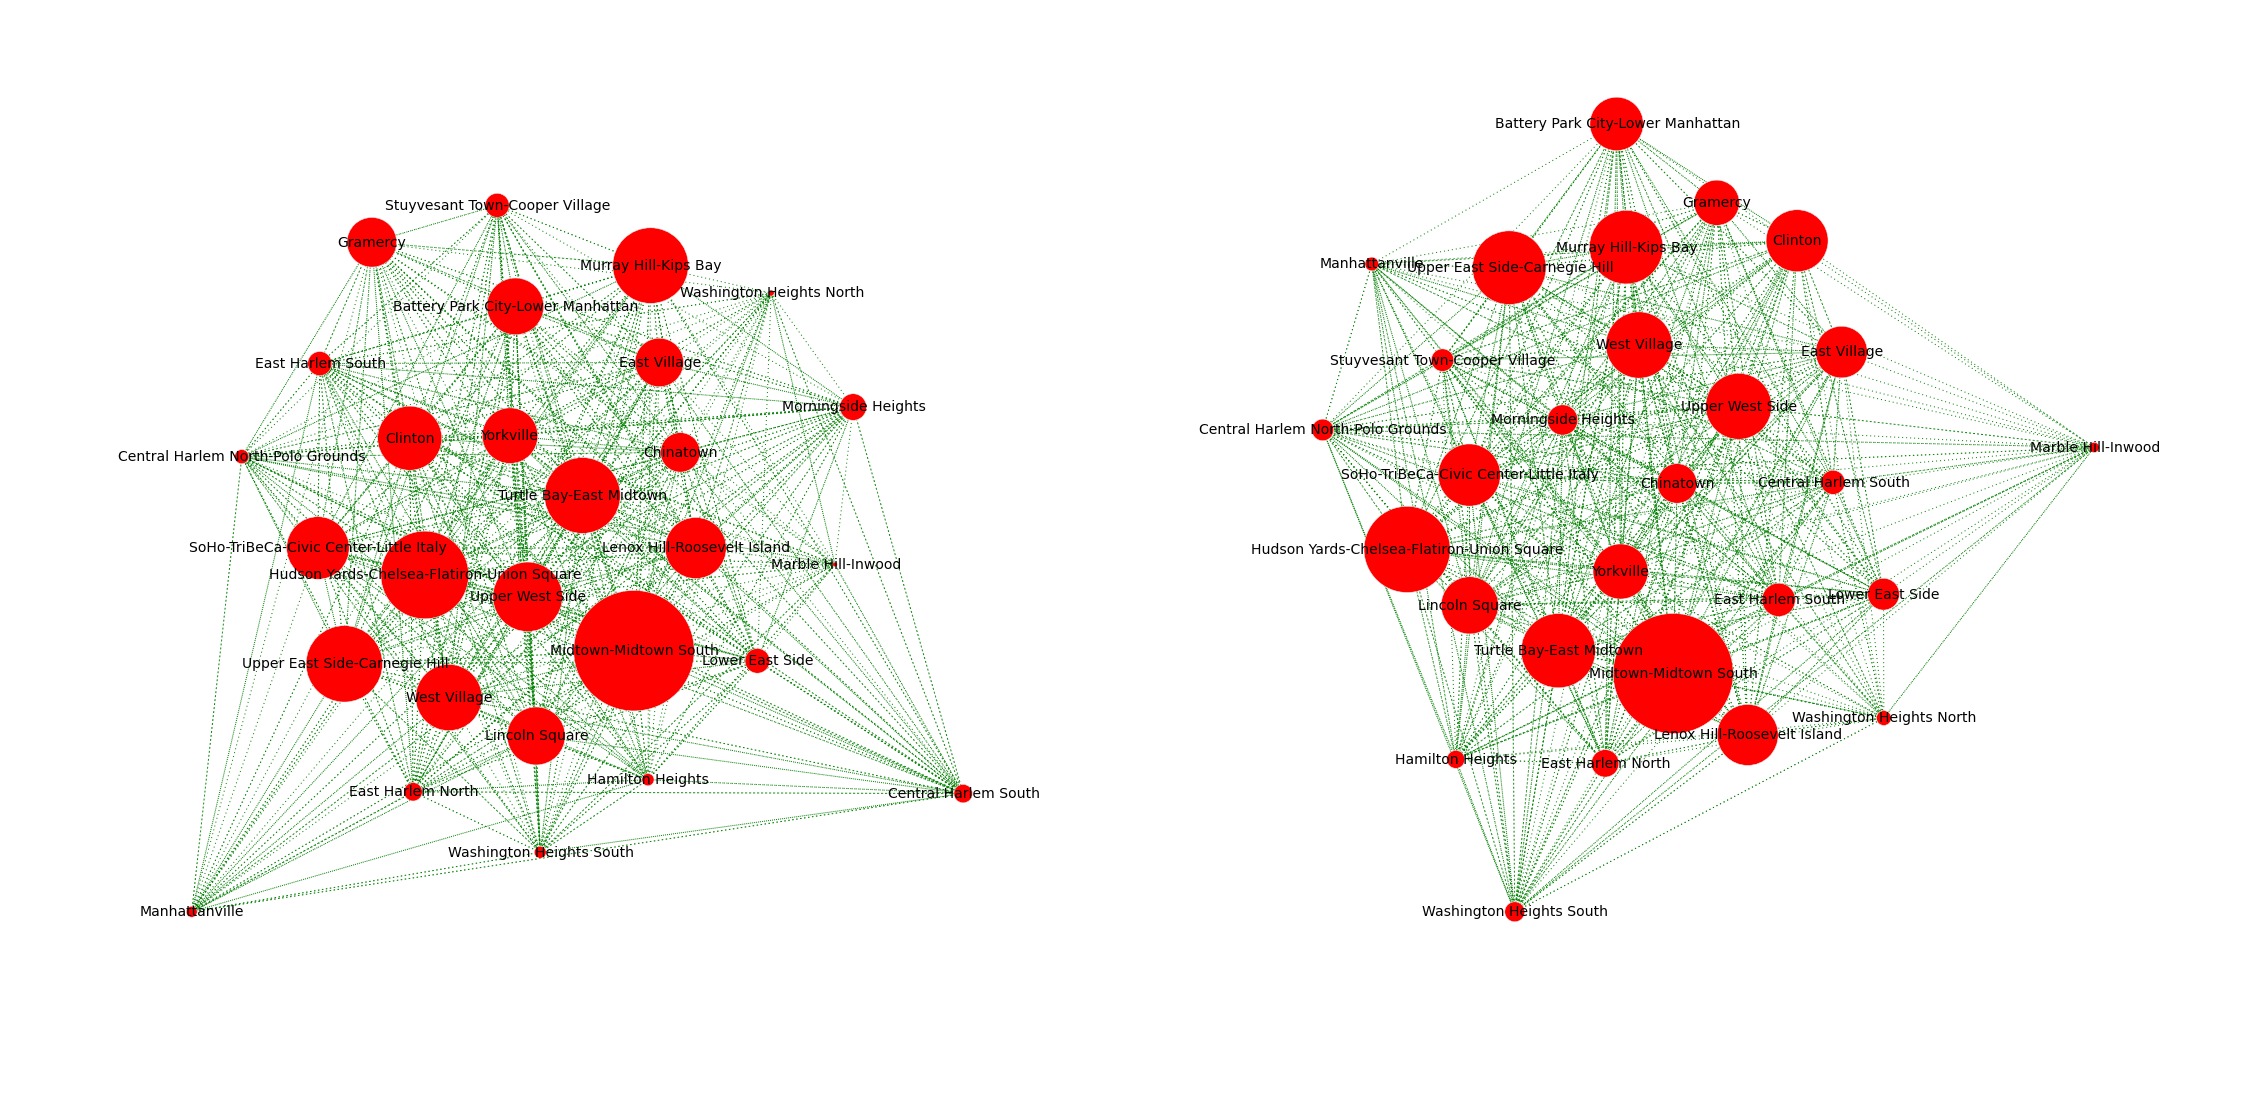 Stuyvesant Town-Cooper Village
Gramercy
Murray Hill-Kips Bay
Washington Heights North
Battery Park City-Lower Manhattan
East Harlem South
East Village
Morningside Heights
Clinton
Yorkville
Chinatown
Central Harlem North-Polo Grounds
Turtle Bay-East Midtown
SoHo-TriBeCa-Civic Center-Little Italy
Lenox Hill-Roosevelt Island
Marble Hill-Inwood
Hudson Yards-Chelsea-Flatiron-Union Square
Upper West Side
Midtown-Midtown South
Lower East Side
Upper East Side-Carnegie Hill
West Village
Lincoln Square
Hamilton Heights
East Harlem North
Central Harlem South
Washington Heights South
Manhattanville
Battery Park City-Lower Manhattan
Gramercy
Clinton
Murray Hill-Kips Bay
Manhattanville
Upper East Side-Carnegie Hill
West Village
East Village
Stuyvesant Town-Cooper Village
Upper West Side
Morningside Heights
Central Harlem North-Polo Grounds
Marble Hill-Inwood
SoHo-TriBeCa-Civic Center-Little Italy
Chinatown
Central Harlem South
Hudson Yards-Chelsea-Flatiron-Union Square
Yorkville
Lower East Side
East Harlem South
Lincoln Square
Turtle Bay-East Midtown
Midtown-Midtown South
Washington Heights North
Lenox Hill-Roosevelt Island
Hamilton Heights
East Harlem North
Washington Heights South